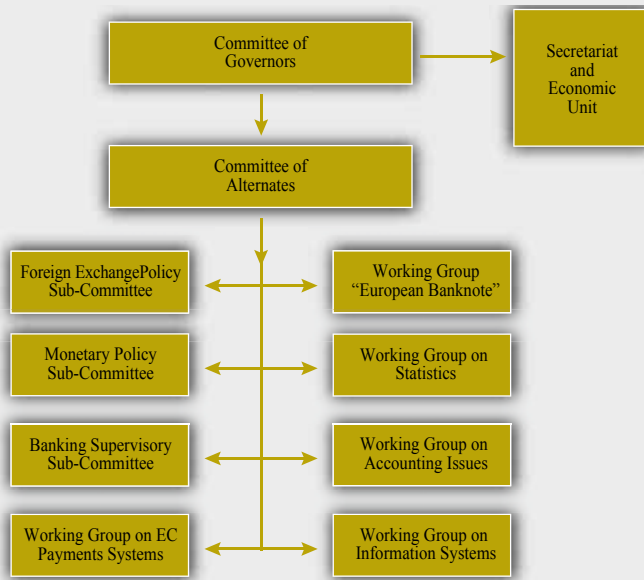 Committee of
Governors
Secretariat
and
Economic
Unit
Committee of
Alternates
Foreign ExchangePolicy
Sub-Committee
Working Group
“European Banknote”
Monetary Policy
Sub-Committee
Working Group on
Statistics
Banking Supervisory
Sub-Committee
Working Group on
Accounting Issues
Working Group on EC
Payments Systems
Working Group on
Information Systems